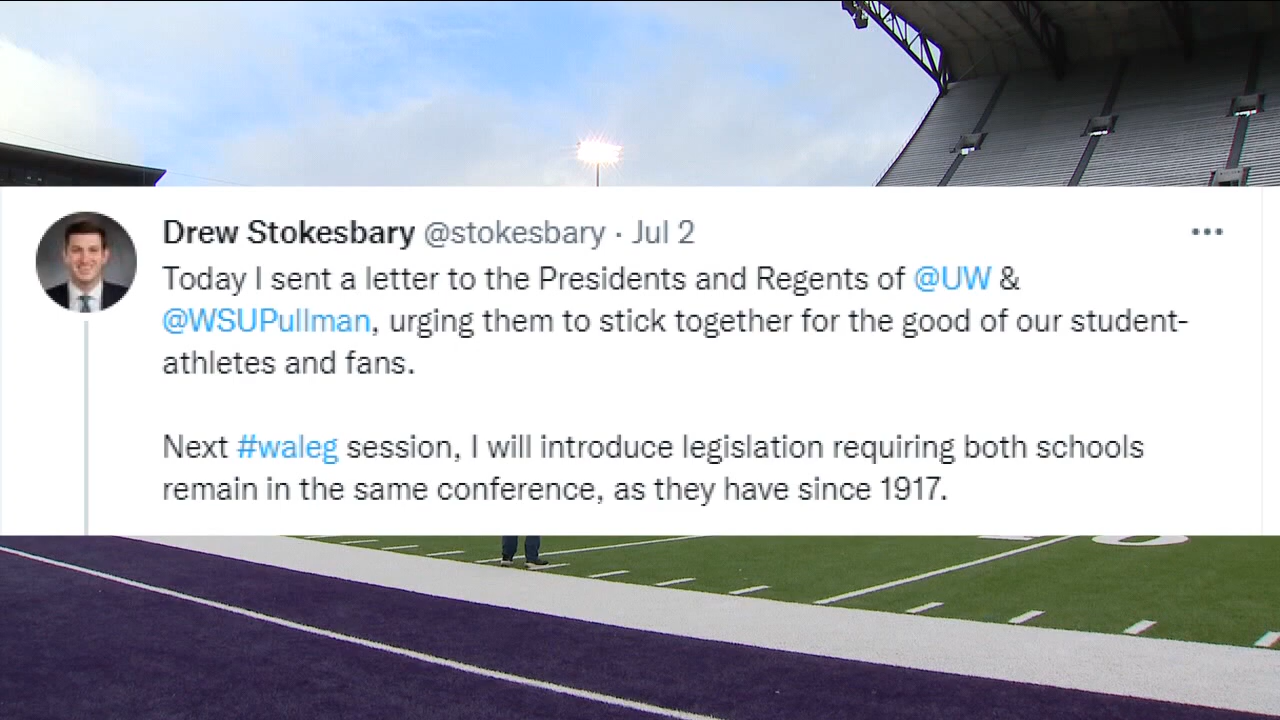 Drew Stokesbary @stokesbary · Jul 2
Today I sent a letter to the Presidents and Regents of @UW &
@WSUPullman, urging them to stick together for the good of our student-
athletes and fans.
Next #waleg session, I will introduce legislation requiring both schools
remain in the same conference, as they have since 1917.